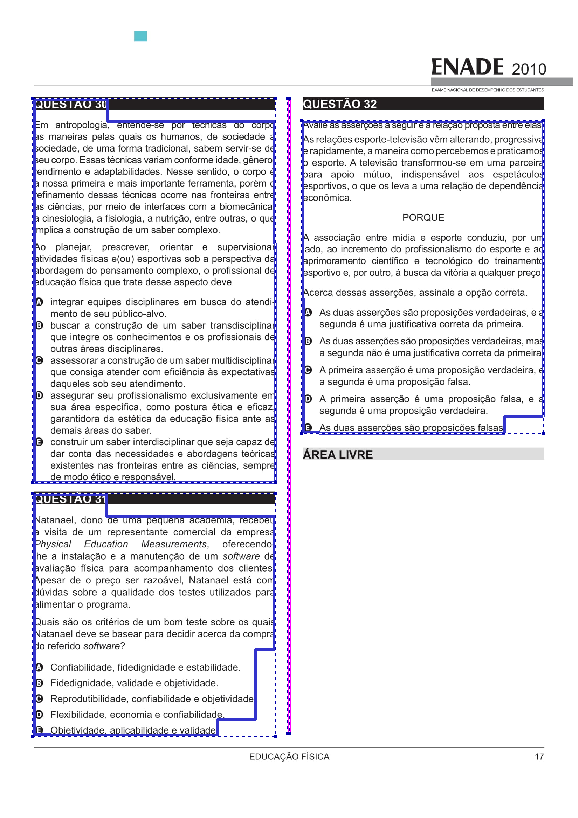 ENADE 2010
EXAME NACIONAL DE DESEMPENHO DOS ESTUDANTES
QUESTÃO 30
Em antropologia, entende-se por técnicas do corpo
as maneiras pelas quais os humanos, de sociedade a
sociedade, de uma forma tradicional, sabem servir-se de
seu corpo. Essas técnicas variam conforme idade, gênero,
rendimento e adaptabilidades. Nesse sentido, o corpo é
a nossa primeira e mais importante ferramenta, porém o
refinamento dessas técnicas ocorre nas fronteiras entre
as ciências, por meio de interfaces com a biomecânica,
a cinesiologia, a fisiologia, a nutrição, entre outras, o que
implica a construção de um saber complexo.
Ao planejar, prescrever, orientar e supervisionar
atividades físicas e(ou) esportivas sob a perspectiva da
abordagem do pensamento complexo, o profissional de
educação física que trate desse aspecto deve
A integrar equipes disciplinares em busca do atendi-
mento de seu público-alvo.
B buscar a construção de um saber transdisciplinar
que integre os conhecimentos e os profissionais de
outras áreas disciplinares.
C assessorar a construção de um saber multidisciplinar
que consiga atender com eficiência às expectativas
daqueles sob seu atendimento.
D assegurar seu profissionalismo exclusivamente em
sua área específica, como postura ética e eficaz,
garantidora da estética da educação física ante as
demais áreas do saber.
E construir um saber interdisciplinar que seja capaz de
dar conta das necessidades e abordagens teóricas
existentes nas fronteiras entre as ciências, sempre
de modo ético e responsável.
QUESTÃO 31
Natanael, dono de uma pequena academia, recebeu
a visita de um representante comercial da empresa
Physical Education Measurements, oferecendo-
lhe a instalação e a manutenção de um software de
avaliação física para acompanhamento dos clientes.
Apesar de o preço ser razoável, Natanael está com
dúvidas sobre a qualidade dos testes utilizados para
alimentar o programa.
Quais são os critérios de um bom teste sobre os quais
Natanael deve se basear para decidir acerca da compra
do referido software?
A Confiabilidade, fidedignidade e estabilidade.
B Fidedignidade, validade e objetividade.
C Reprodutibilidade, confiabilidade e objetividade.
D Flexibilidade, economia e confiabilidade.
E Objetividade, aplicabilidade e validade.
QUESTÃO 32
Avalie as asserções a seguir e a relação proposta entre elas.
As relações esporte-televisão vêm alterando, progressiva
e rapidamente, a maneira como percebemos e praticamos
o esporte. A televisão transformou-se em uma parceira
para apoio mútuo, indispensável aos espetáculos
esportivos, o que os leva a uma relação de dependência
econômica.
PORQUE
A associação entre mídia e esporte conduziu, por um
lado, ao incremento do profissionalismo do esporte e ao
aprimoramento científico e tecnológico do treinamento
esportivo e, por outro, à busca da vitória a qualquer preço.
Acerca dessas asserções, assinale a opção correta.
A As duas asserções são proposições verdadeiras, e a
segunda é uma justificativa correta da primeira.
B As duas asserções são proposições verdadeiras, mas
a segunda não é uma justificativa correta da primeira.
C A primeira asserção é uma proposição verdadeira, e
a segunda é uma proposição falsa.
D A primeira asserção é uma proposição falsa, e a
segunda é uma proposição verdadeira.
E As duas asserções são proposições falsas.
ÁREA LIVRE
EDUCAÇÃO FÍSICA
17